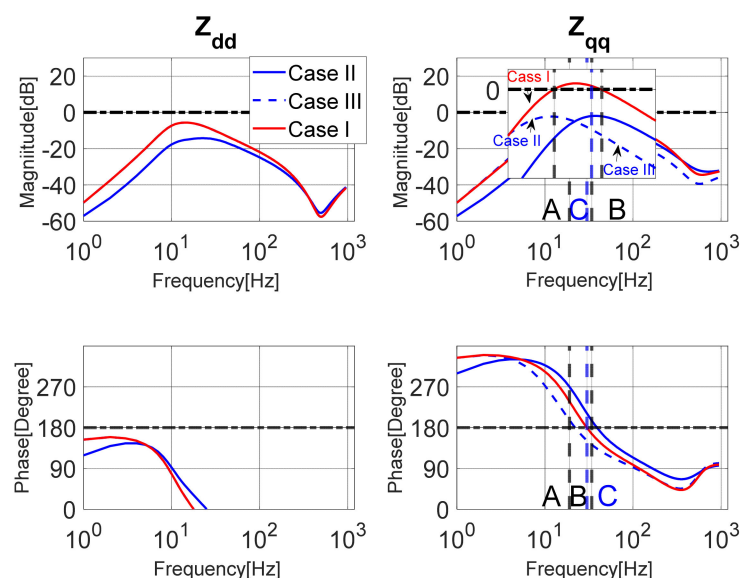 Z_dd
Z_qq
Magniitude[dB]
20
0
-20
-40
-60
Case II
Case III
Case I
10^0
10^1
10^2
10^3
Frequency[Hz]
Magniitude[dB]
20
0
-20
-40
-60
0
Cass I
Case II
Case III
A
C
B
10^0
10^1
10^2
10^3
Frequency[Hz]
Phase[Degree]
270
180
90
0
10^0
10^1
10^2
10^3
Frequency[Hz]
Phase[Degree]
270
180
90
0
A
B
C
10^0
10^1
10^2
10^3
Frequency[Hz]